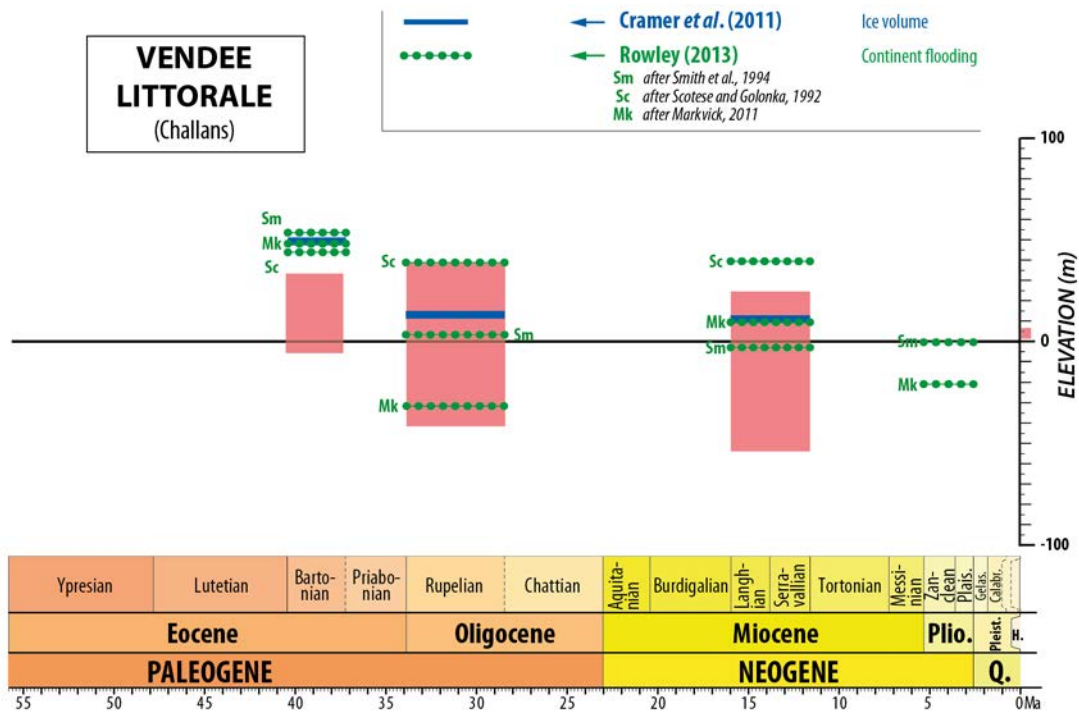 VENDEE
LITTORALE
(Challans)
Cramer et al. (2011)
Ice volume
Rowley (2013)
Continent flooding
Sm after Smith et al., 1994
Sc after Scotese and Golonka, 1992
Mk after Markvick, 2011
100
Sm
Mk
Sc
Sc
Sm
Mk
Sc
Mk
Sm
Sm
Mk
0
-100
ELEVATION (m)
Ypresian
Lutetian
Barto-
nian
Priabo-
nian
Rupelian
Chattian
Aquita-
nian
Burdigalian
Langh-
ian
Serra-
vallian
Tortonian
Messi-
nian
Zan-
clean
Plais.
Gelas.
Calabr.
Eocene
Oligocene
Miocene
Plio.
Pleist.
H.
PALEOGENE
NEOGENE
Q.
55 50 45 40 35 30 25 20 15 10 5 0Ma